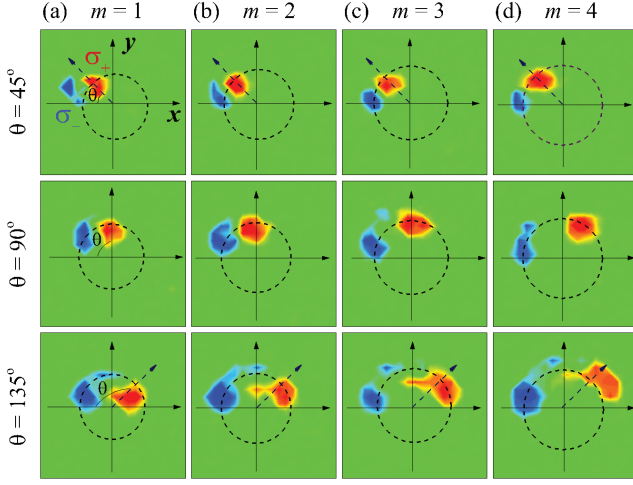 (a) m = 1 (b) m = 2 (c) m = 3 (d) m = 4
θ = 45°
y
σ₊
θ
x
σ₋
θ = 90°
θ
θ = 135°
θ